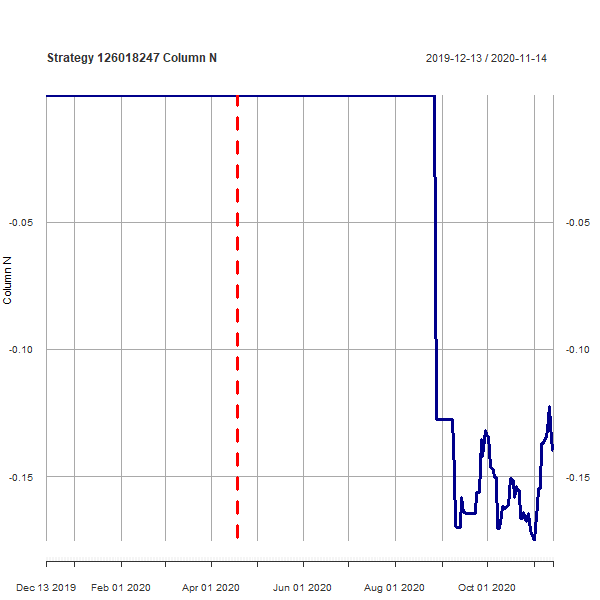 Strategy 126018247 Column N
2019-12-13 / 2020-11-14
-0.05
-0.05
-0.10
-0.10
-0.15
-0.15
Column N
Dec 13 2019
Feb 01 2020
Apr 01 2020
Jun 01 2020
Aug 01 2020
Oct 01 2020